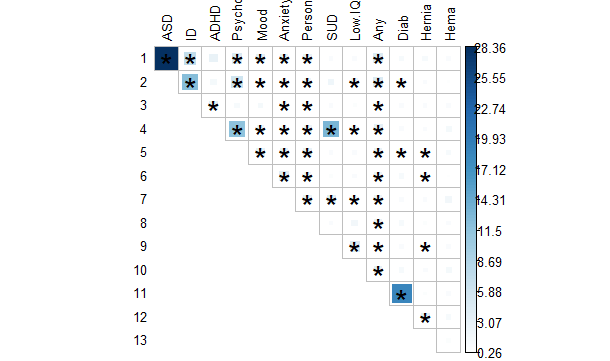 ASD ID ADHD Psycho Mood Anxiety Person SUD Low.IQ Any Diab Hernia Hema
1 * * * * * * *
2 * * * * * * * * *
3 * * * *
4 * * * * * * *
5 * * * * * *
6 * * * *
7 * * * *
8 *
9 * * *
10 *
11 *
12 *
13
28.36
25.55
22.74
19.93
17.12
14.31
11.5
8.69
5.88
3.07
0.26